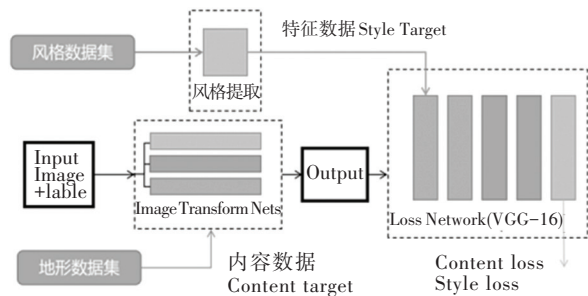 风格数据集
风格提取
特征数据 Style Target
Input
Image
+lable
Image Transform Nets
Output
Loss Network(VGG-16)
地形数据集
内容数据
Content target
Content loss
Style loss